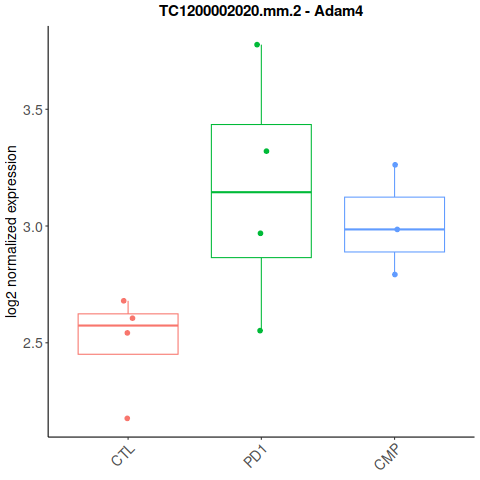 TC1200002020.mm.2 - Adam4
log2 normalized expression
3.5
3.0
2.5
CTL
PD1
CMP